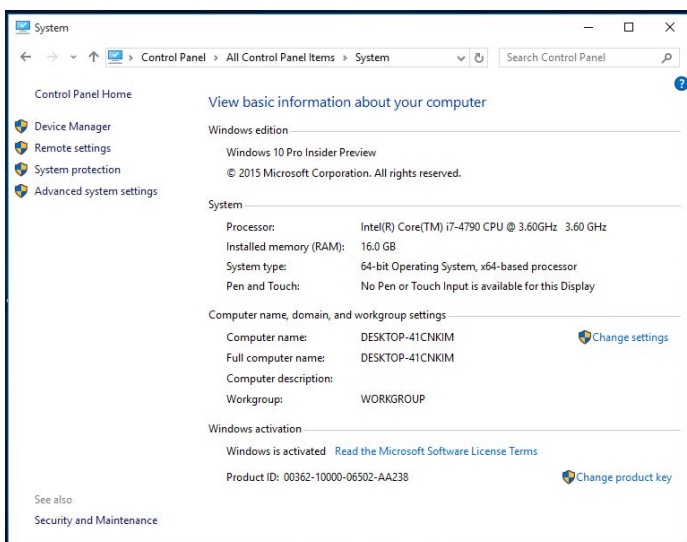 System
Control Panel > All Control Panel Items > System
Search Control Panel
Control Panel Home
Device Manager
Remote settings
System protection
Advanced system settings
View basic information about your computer
Windows edition
Windows 10 Pro Insider Preview
© 2015 Microsoft Corporation. All rights reserved.
System
Processor: Intel(R) Core(TM) i7-4790 CPU @ 3.60GHz 3.60 GHz
Installed memory (RAM): 16.0 GB
System type: 64-bit Operating System, x64-based processor
Pen and Touch: No Pen or Touch Input is available for this Display
Computer name, domain, and workgroup settings
Computer name: DESKTOP-41CNKIM Change settings
Full computer name: DESKTOP-41CNKIM
Computer description:
Workgroup: WORKGROUP
Windows activation
Windows is activated Read the Microsoft Software License Terms
Product ID: 00362-10000-06502-AA238 Change product key
See also
Security and Maintenance